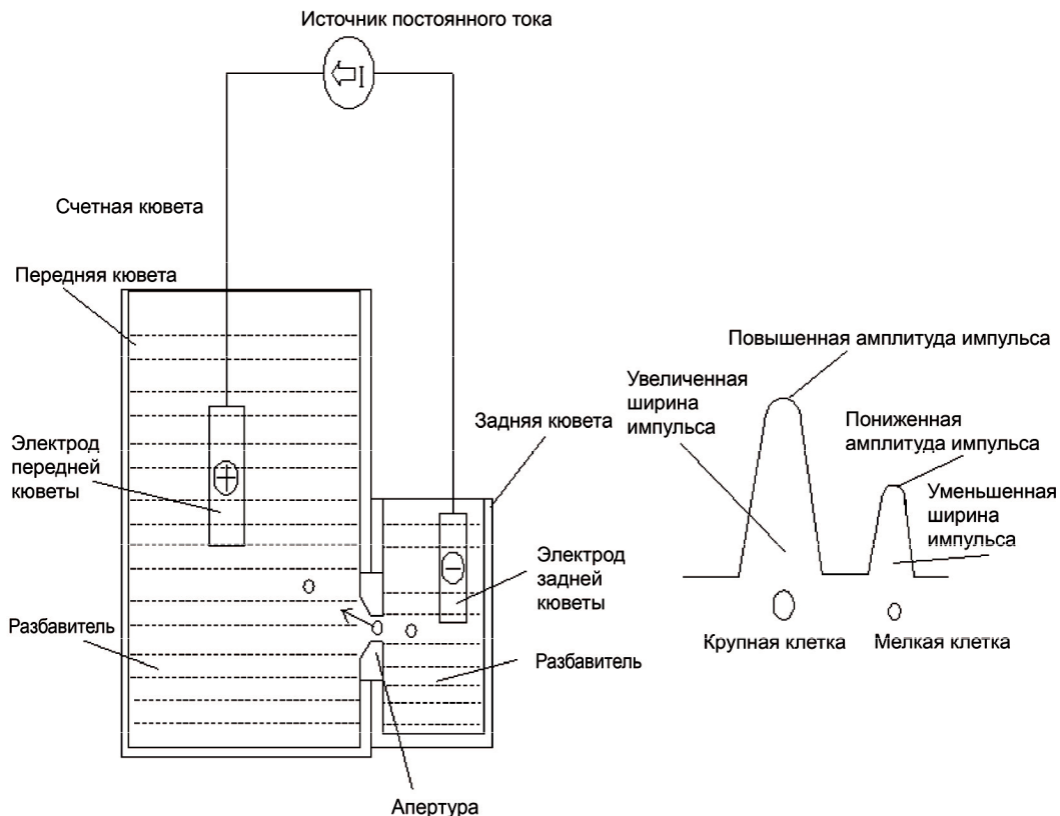 Источник постоянного тока
I
Счетная кювета
Передняя кювета
Электрод
передней
кюветы
+
Разбавитель
Задняя кювета
-
Электрод
задней
кюветы
Разбавитель
Апертура
Повышенная амплитуда импульса
Увеличенная
ширина
импульса
Пониженная
амплитуда импульса
Уменьшенная
ширина
импульса
Крупная клетка
Мелкая клетка